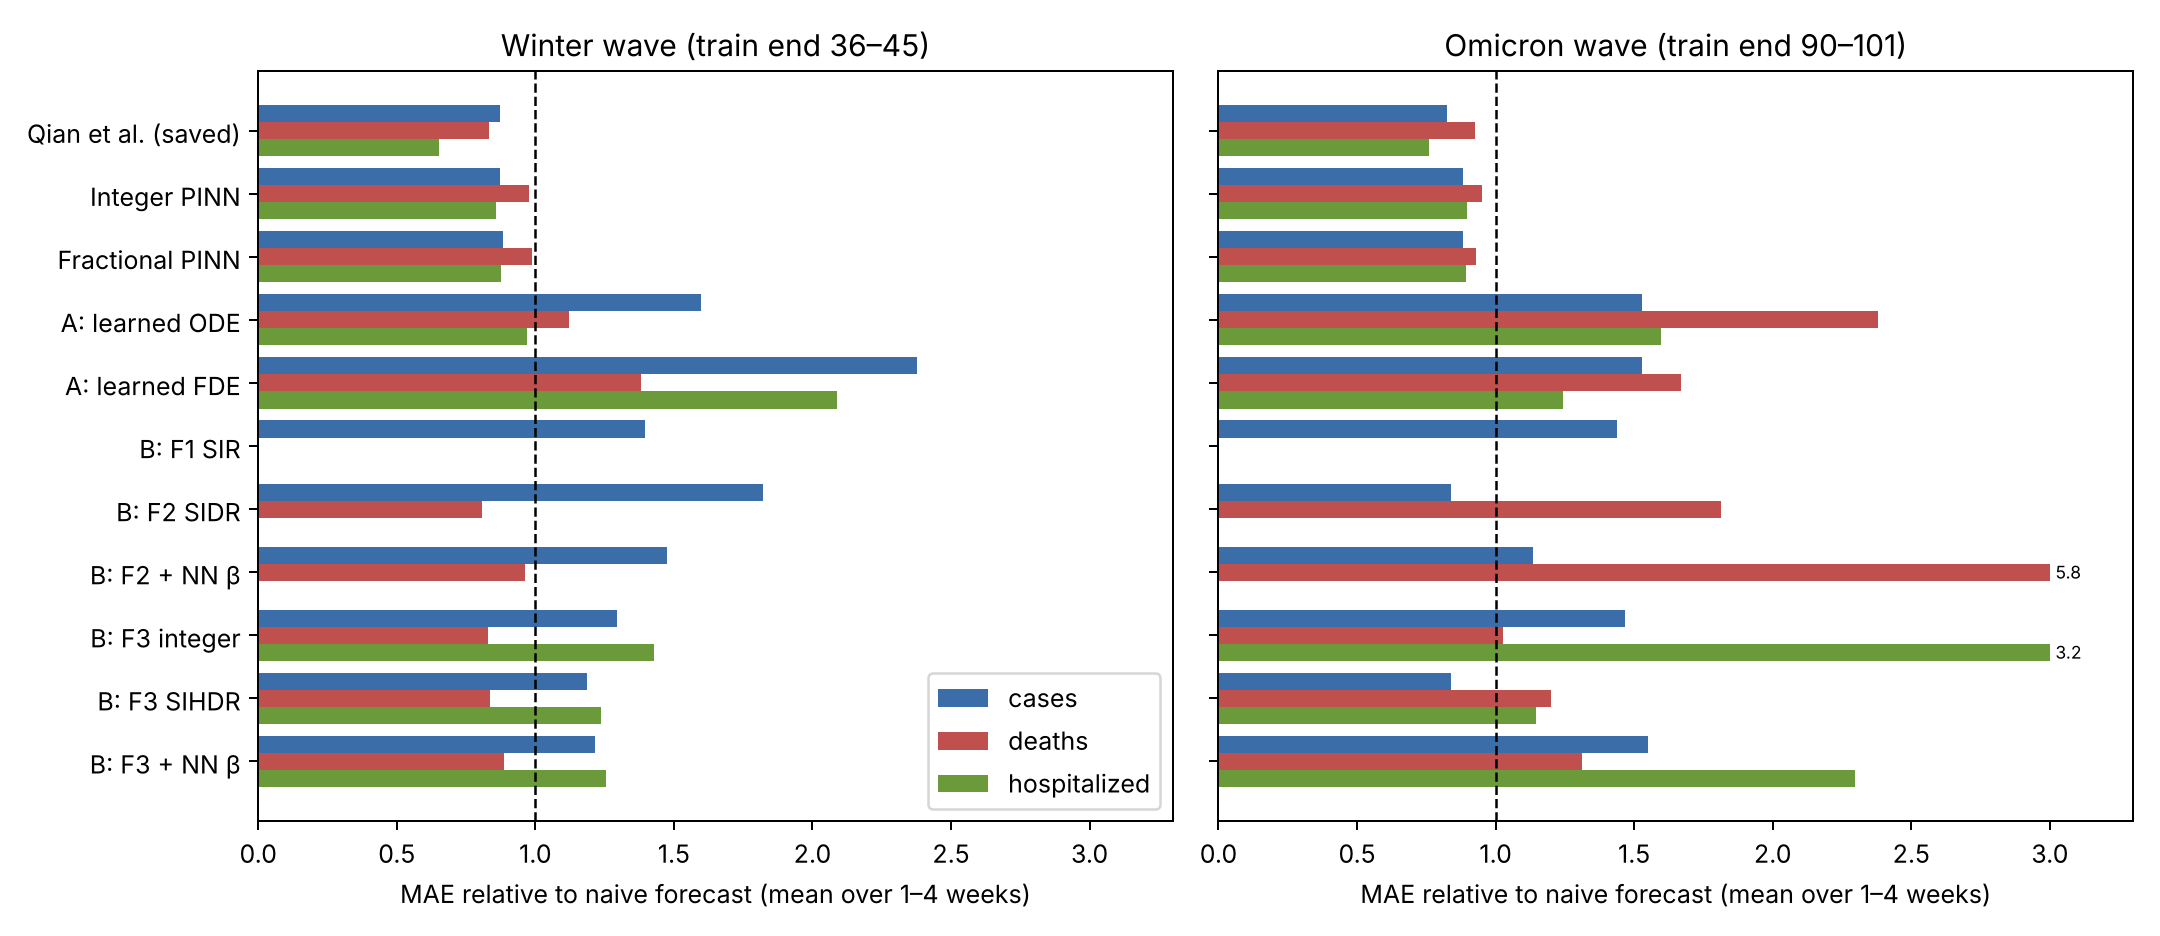 Winter wave (train end 36–45)
Omicron wave (train end 90–101)
Qian et al. (saved)
Integer PINN
Fractional PINN
A: learned ODE
A: learned FDE
B: F1 SIR
B: F2 SIDR
B: F2 + NN β
B: F3 integer
B: F3 SIHDR
B: F3 + NN β
5.8
3.2
cases
deaths
hospitalized
0.0 0.5 1.0 1.5 2.0 2.5 3.0
0.0 0.5 1.0 1.5 2.0 2.5 3.0
MAE relative to naive forecast (mean over 1–4 weeks)
MAE relative to naive forecast (mean over 1–4 weeks)